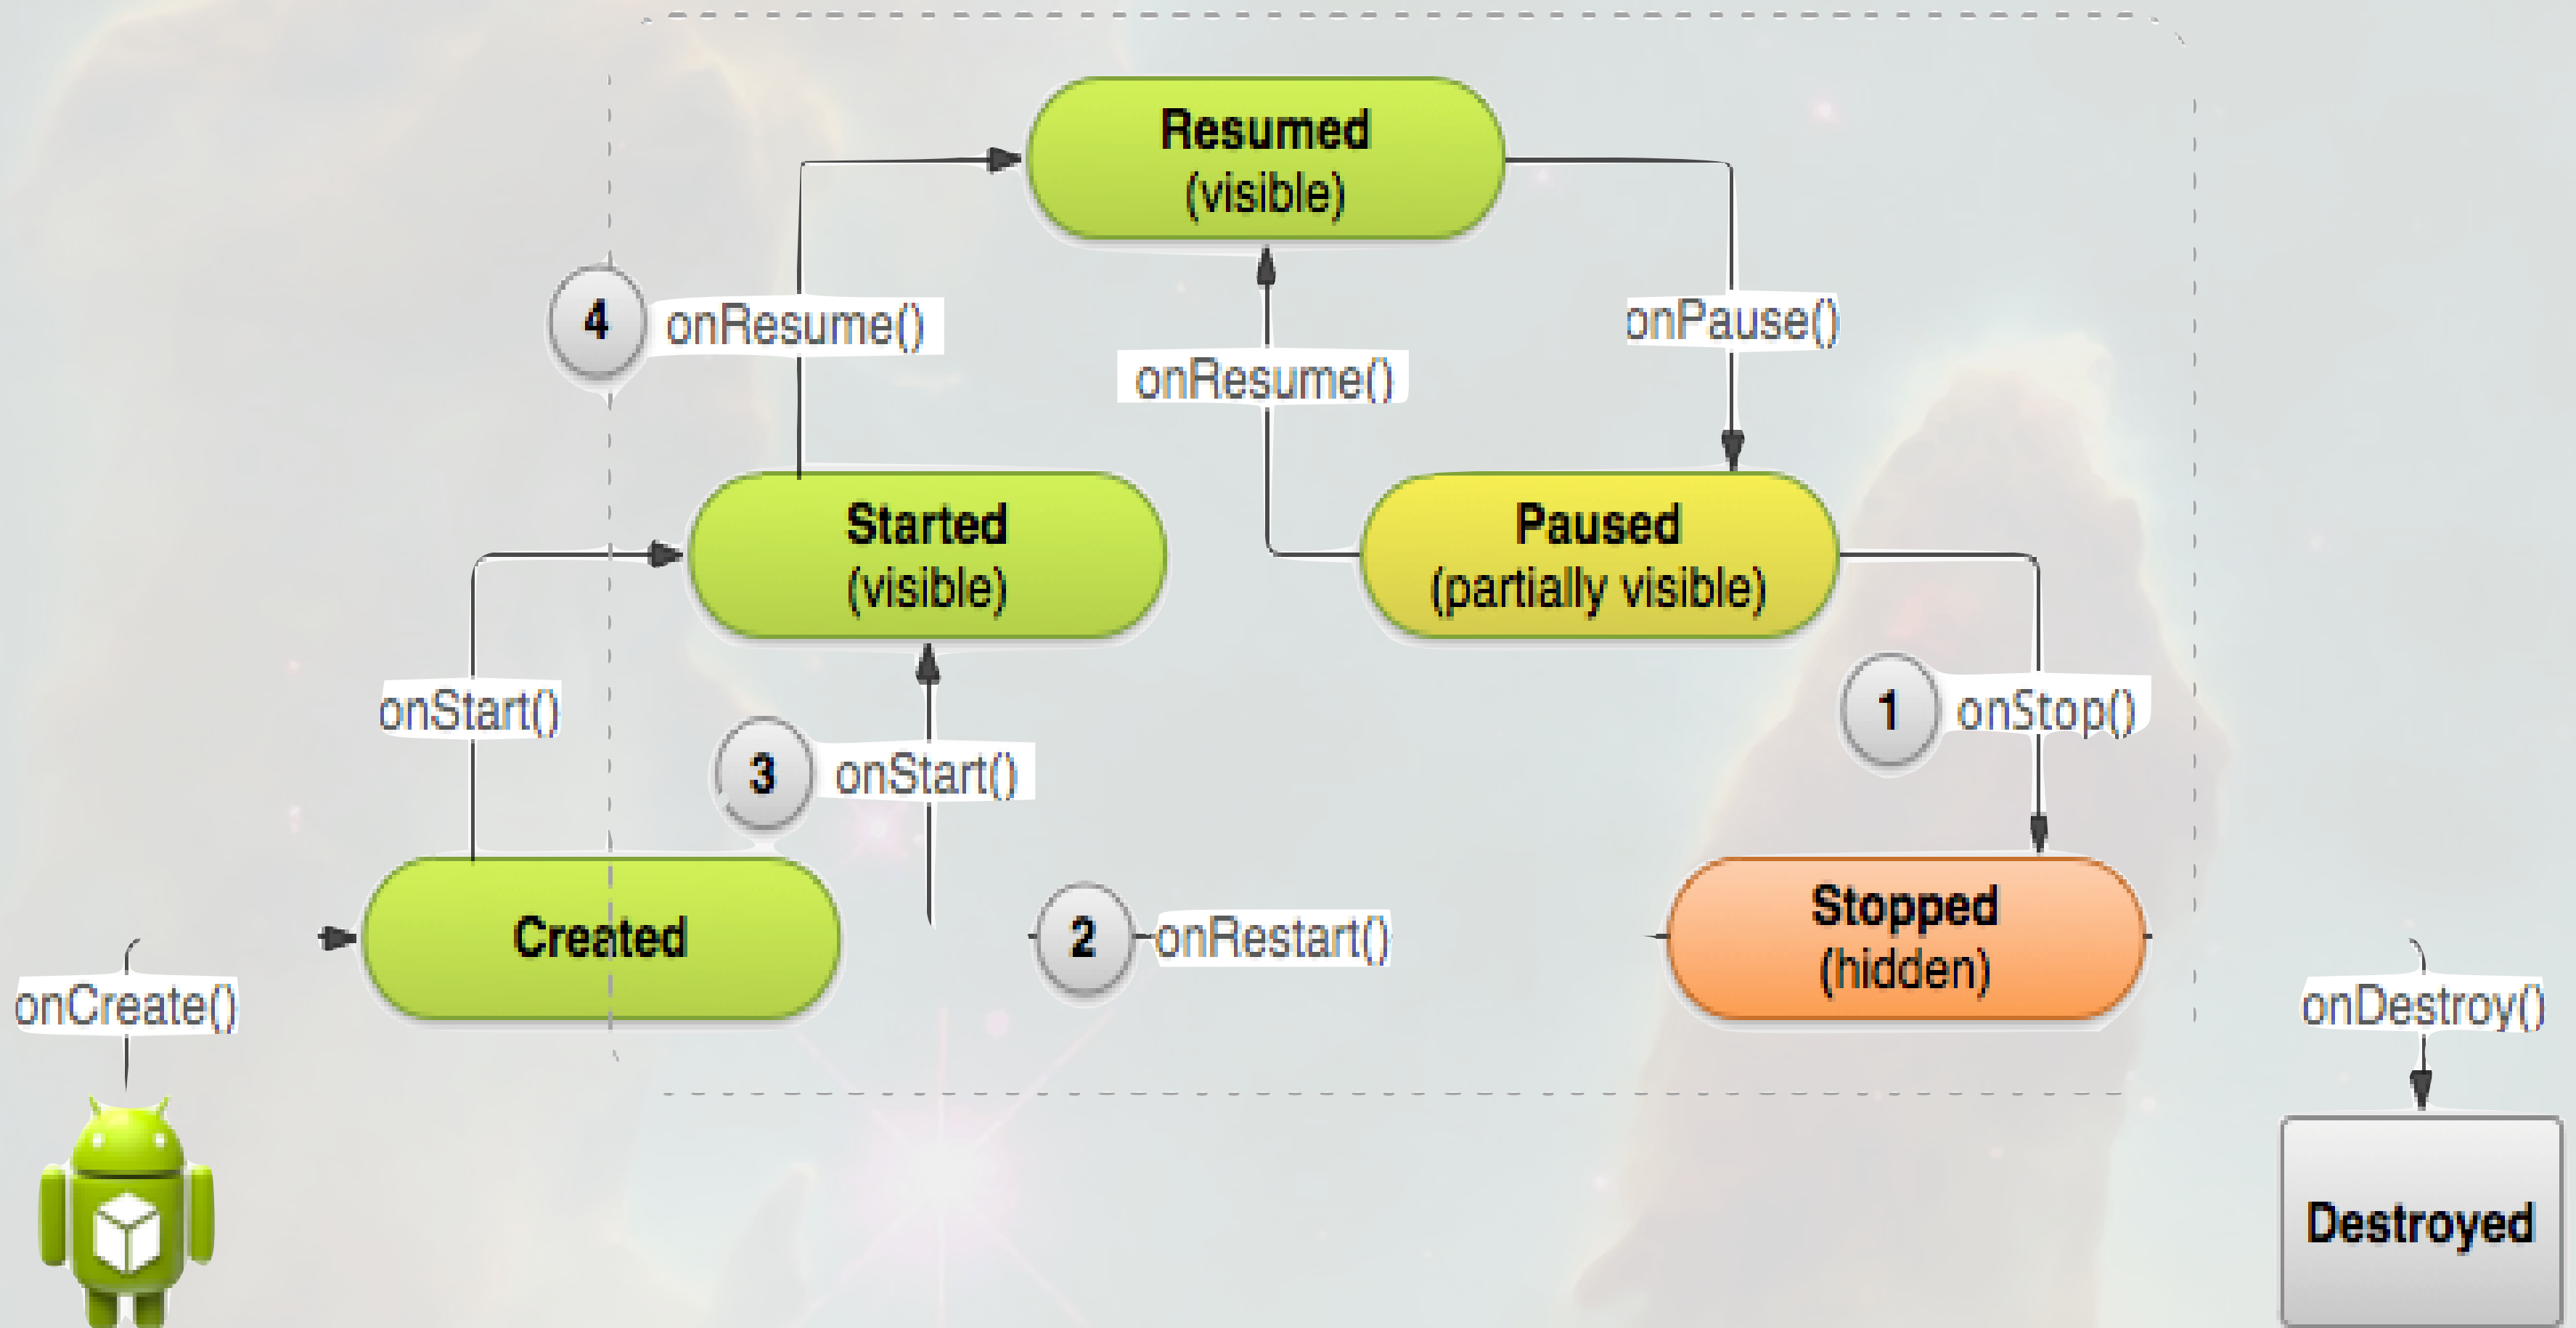 Resumed
(visible)
4
onResume()
onPause()
onResume()
Started
(visible)
Paused
(partially visible)
onStart()
1
onStop()
3
onStart()
Created
2
onRestart()
Stopped
(hidden)
onCreate()
onDestroy()
Destroyed